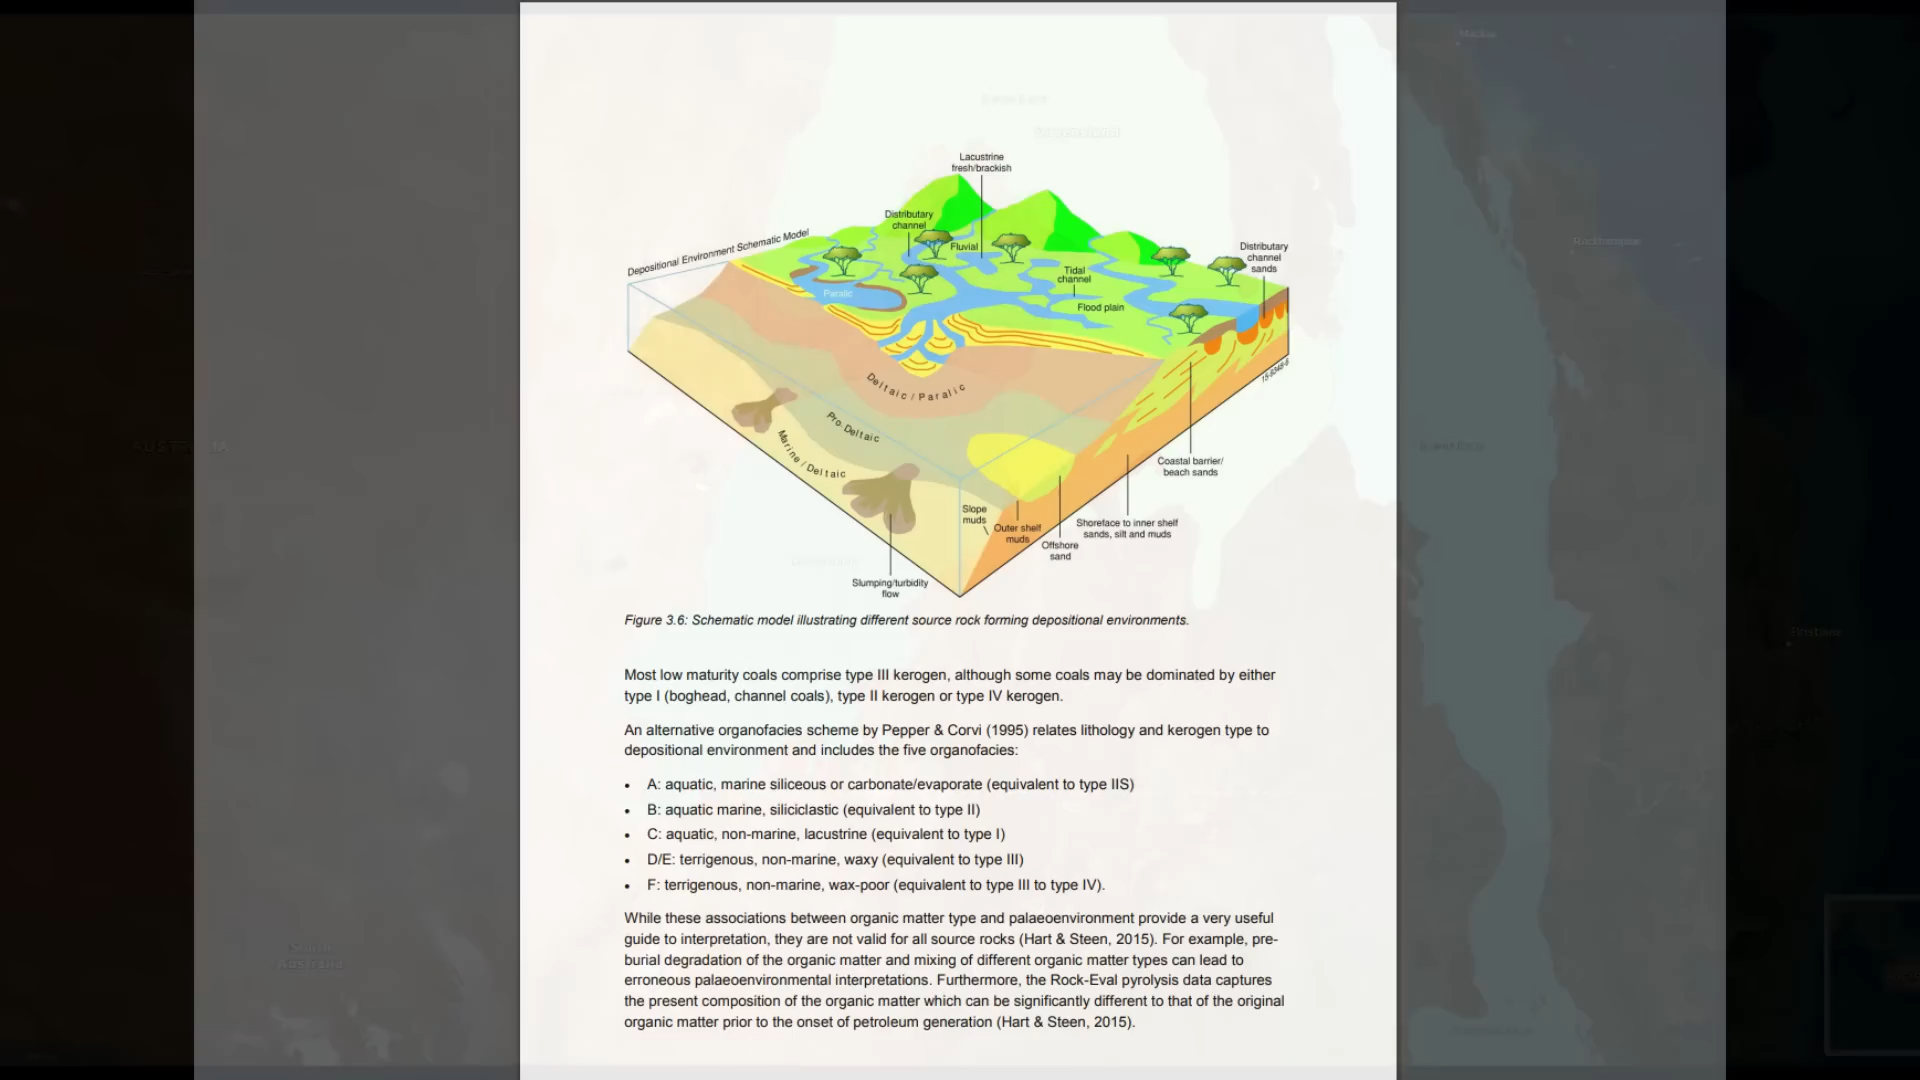 Lacustrine
fresh/brackish
Distributary
channel
Fluvial
Depositional Environment Schematic Model
Distributary
channel
sands
Tidal
channel
Paralic
Flood plain
15-9346-5
Deltaic / Paralic
Pro Deltaic
Marine / Deltaic
Coastal barrier/
beach sands
Slope
muds
Outer shelf
muds
Shoreface to inner shelf
sands, silt and muds
Offshore
sand
Slumping/turbidity
flow
Figure 3.6: Schematic model illustrating different source rock forming depositional environments.
Most low maturity coals comprise type III kerogen, although some coals may be dominated by either
type I (boghead, channel coals), type II kerogen or type IV kerogen.
An alternative organofacies scheme by Pepper & Corvi (1995) relates lithology and kerogen type to
depositional environment and includes the five organofacies:
• A: aquatic, marine siliceous or carbonate/evaporate (equivalent to type IIS)
• B: aquatic marine, siliciclastic (equivalent to type II)
• C: aquatic, non-marine, lacustrine (equivalent to type I)
• D/E: terrigenous, non-marine, waxy (equivalent to type III)
• F: terrigenous, non-marine, wax-poor (equivalent to type III to type IV).
While these associations between organic matter type and palaeoenvironment provide a very useful
guide to interpretation, they are not valid for all source rocks (Hart & Steen, 2015). For example, pre-
burial degradation of the organic matter and mixing of different organic matter types can lead to
erroneous palaeoenvironmental interpretations. Furthermore, the Rock-Eval pyrolysis data captures
the present composition of the organic matter which can be significantly different to that of the original
organic matter prior to the onset of petroleum generation (Hart & Steen, 2015).
Mackay
Rockhampton
Brisbane
AUSTRALIA
South
Australia
Queensland